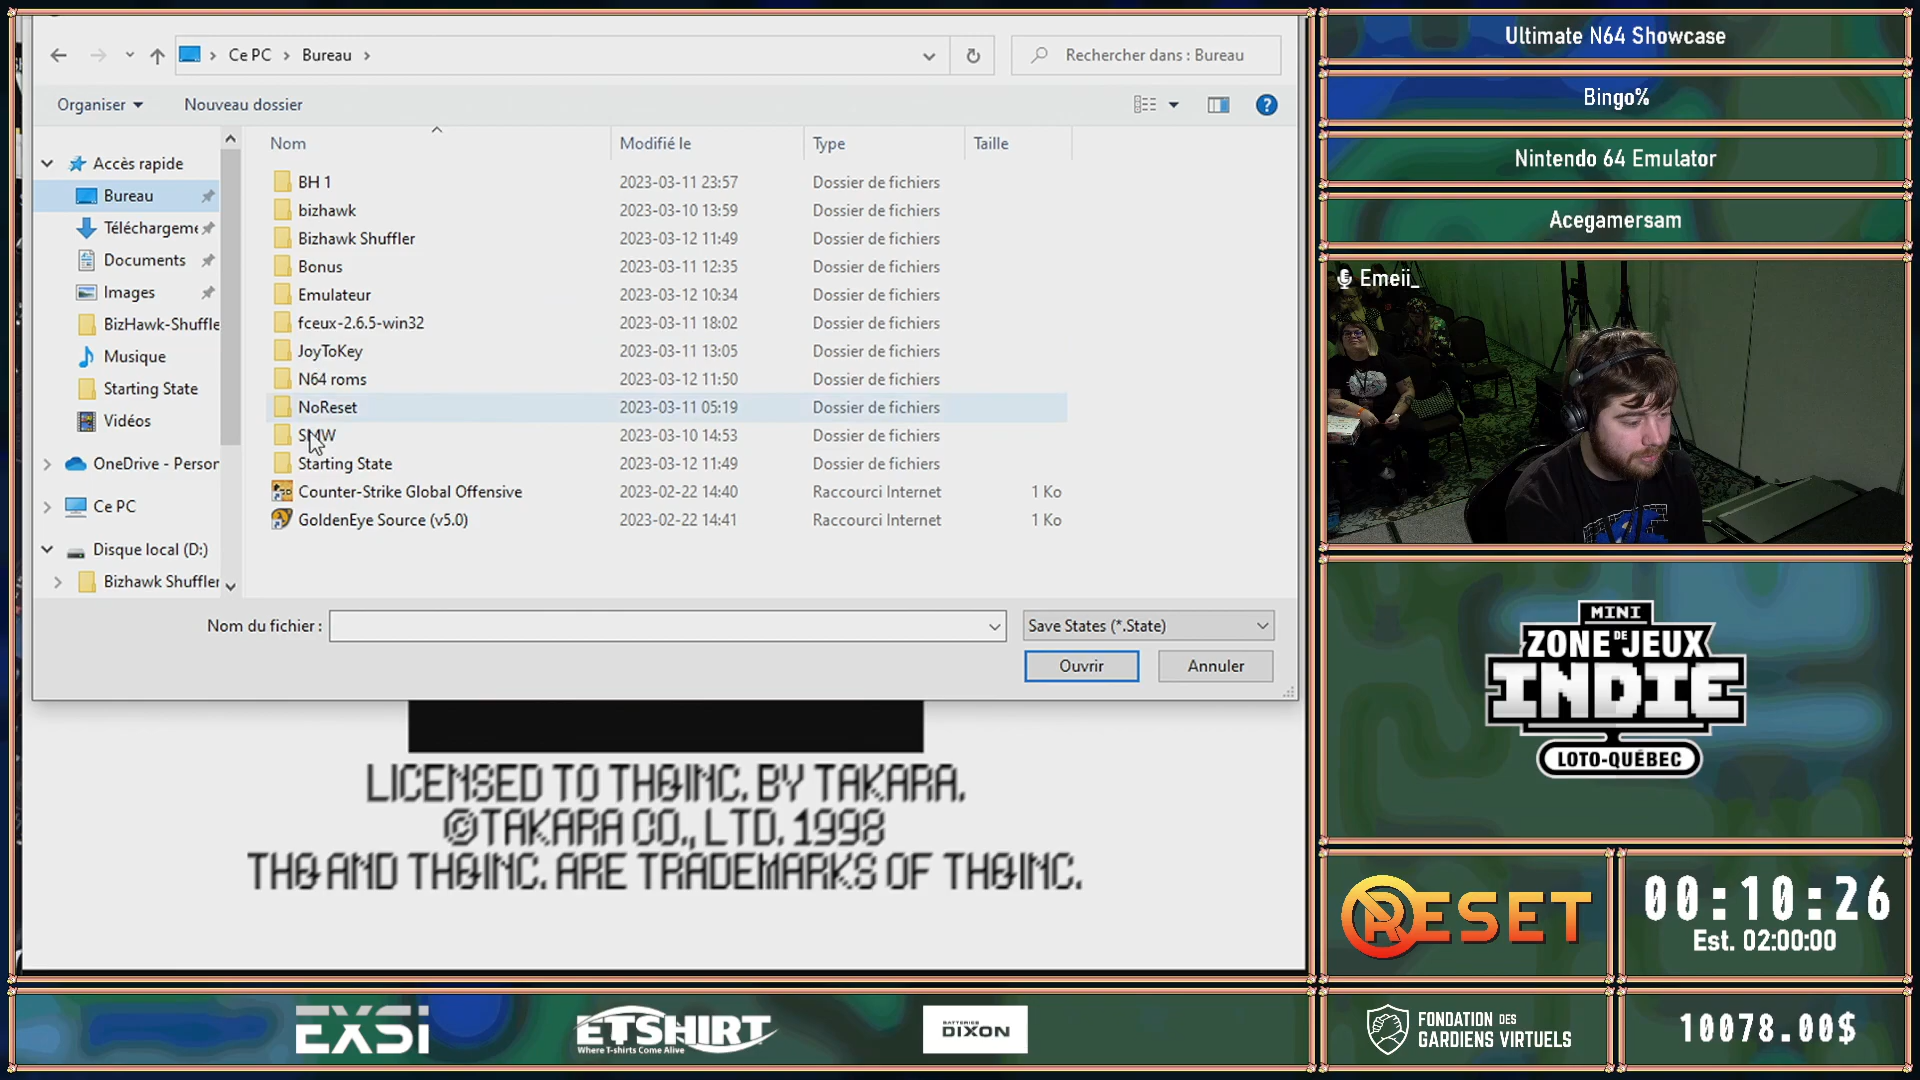 Ce PC
Bureau
Rechercher dans : Bureau
Organiser
Nouveau dossier
Nom
Modifié le
Type
Taille
Accès rapide
Bureau
Téléchargeme
Documents
Images
BizHawk-Shuffle
Musique
Starting State
Vidéos
OneDrive - Person
Ce PC
Disque local (D:)
Bizhawk Shuffler
BH 1 2023-03-11 23:57 Dossier de fichiers
bizhawk 2023-03-10 13:59 Dossier de fichiers
Bizhawk Shuffler 2023-03-12 11:49 Dossier de fichiers
Bonus 2023-03-11 12:35 Dossier de fichiers
Emulateur 2023-03-12 10:34 Dossier de fichiers
fceux-2.6.5-win32 2023-03-11 18:02 Dossier de fichiers
JoyToKey 2023-03-11 13:05 Dossier de fichiers
N64 roms 2023-03-12 11:50 Dossier de fichiers
NoReset 2023-03-11 05:19 Dossier de fichiers
SMW 2023-03-10 14:53 Dossier de fichiers
Starting State 2023-03-12 11:49 Dossier de fichiers
Counter-Strike Global Offensive 2023-02-22 14:40 Raccourci Internet 1 Ko
GoldenEye Source (v5.0) 2023-02-22 14:41 Raccourci Internet 1 Ko
Nom du fichier :
Save States (*.State)
Ouvrir
Annuler
LICENSED TO THQINC. BY TAKARA.
©TAKARA CO., LTD. 1998
THQ AND THQINC. ARE TRADEMARKS OF THQINC.
Ultimate N64 Showcase
Bingo%
Nintendo 64 Emulator
Acegamersam
Emeii_
MINI
ZONE DE JEUX
INDIE
LOTO-QUÉBEC
RESET
00:10:26
Est. 02:00:00
EXSi
ETSHIRT
Where T-shirts Come Alive
BATTERIES
DIXON
FONDATION DES
GARDIENS VIRTUELS
10078.00$